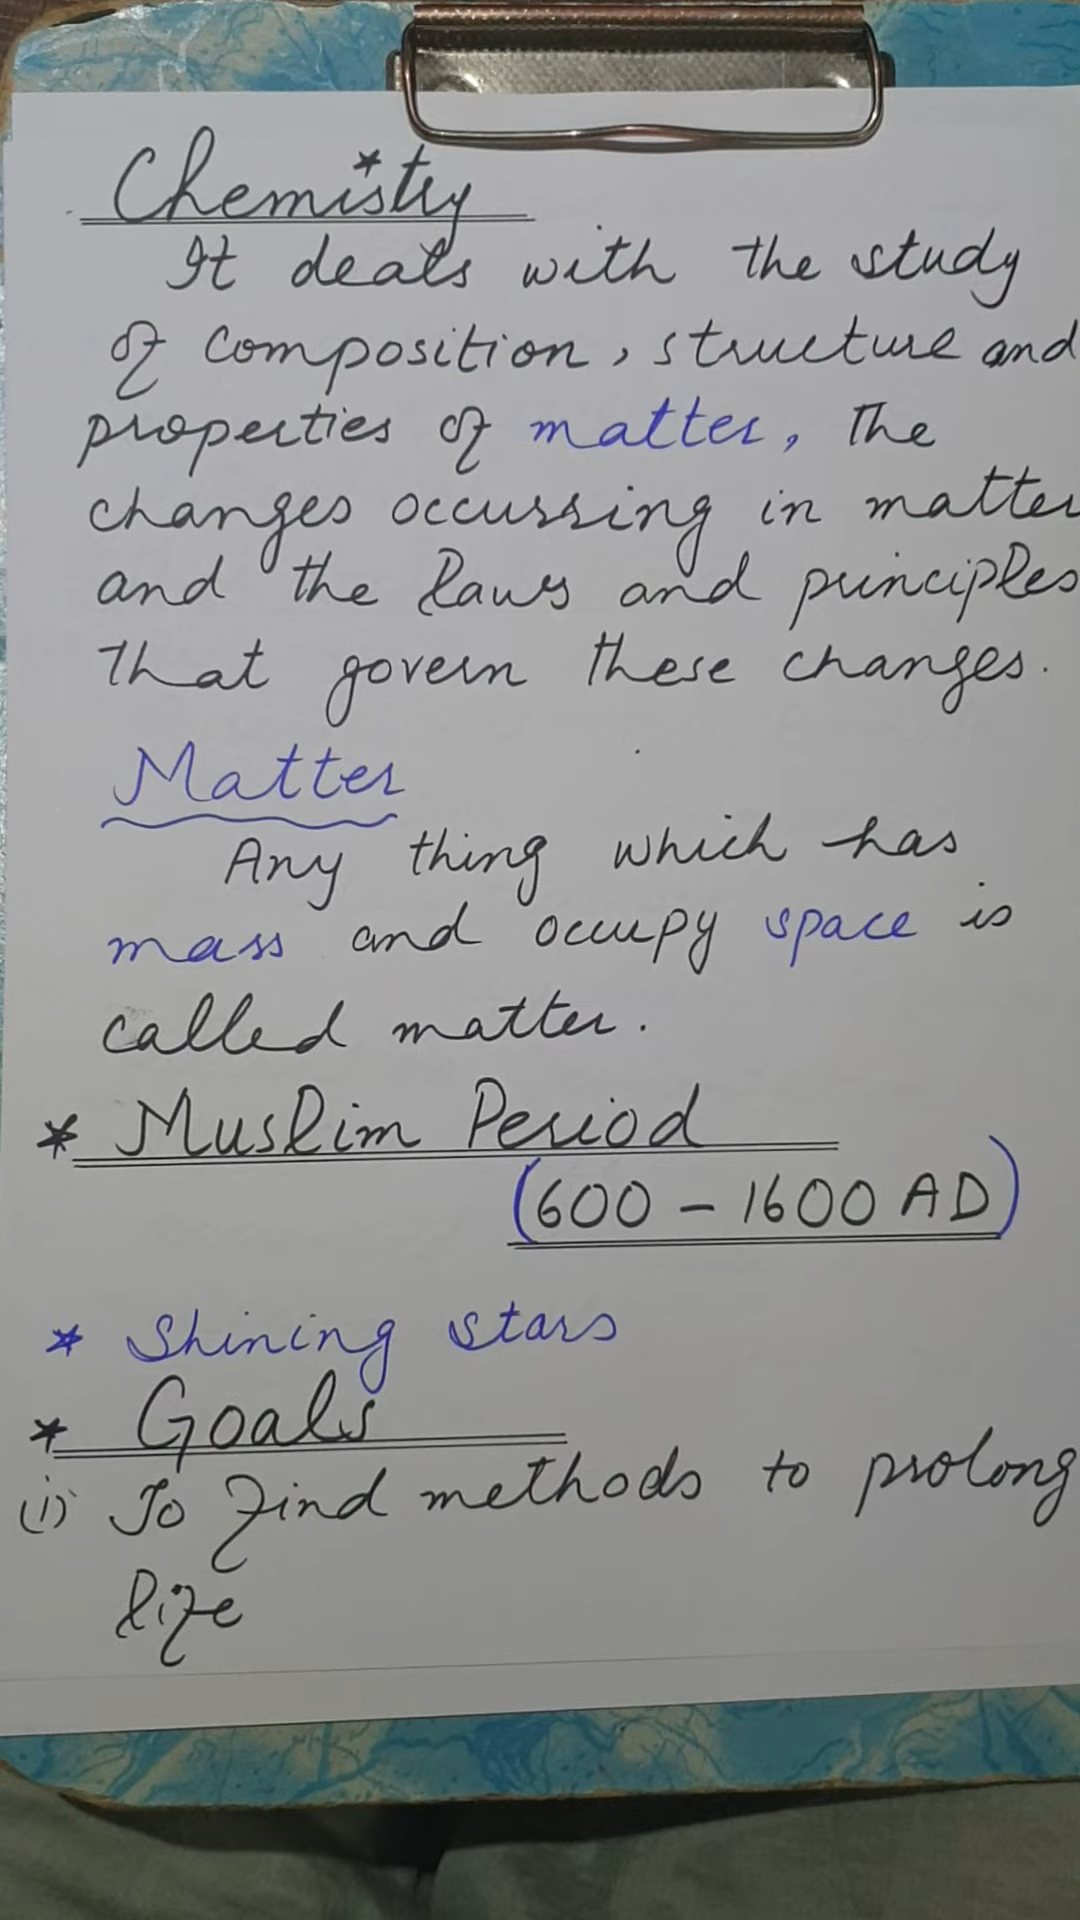 Chemistry
It deals with the study
of composition, structure and
properties of matter, The
changes occurring in matter
and the laws and principles
that govern these changes.
Matter
Any thing which has
mass and occupy space is
called matter.
* Muslim Period
(600 - 1600 AD)
* Shining stars
* Goals
(i) To find methods to prolong
life